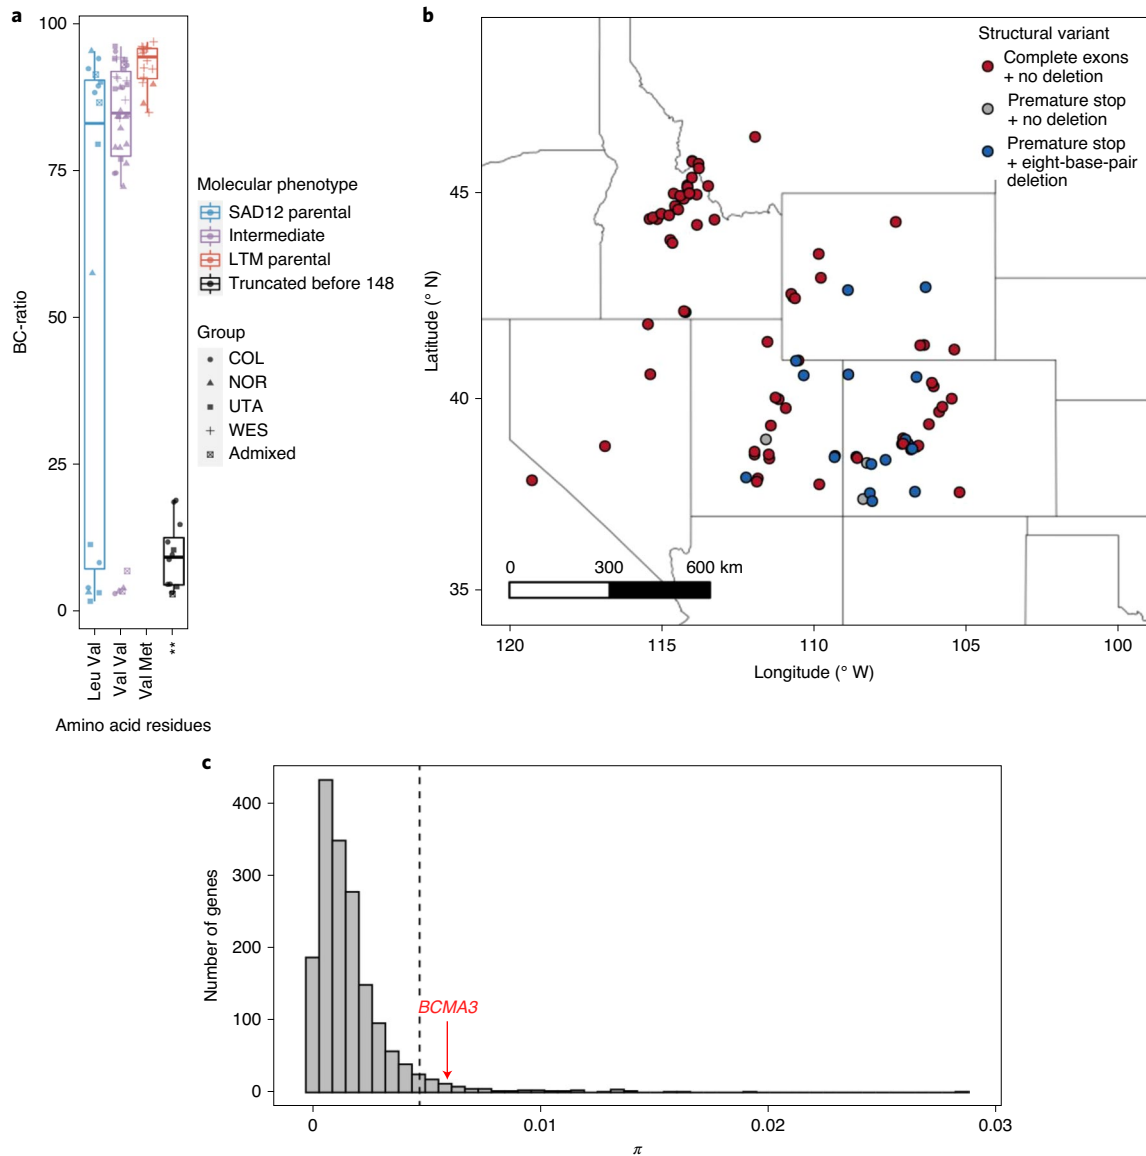 a
100
75
50
25
0
BC-ratio
Leu Val
Val Val
Val Met
**
Amino acid residues
Molecular phenotype
SAD12 parental
Intermediate
LTM parental
Truncated before 148
Group
COL
NOR
UTA
WES
Admixed
b
Structural variant
Complete exons
+ no deletion
Premature stop
+ no deletion
Premature stop
+ eight-base-pair
deletion
45
40
35
Latitude (° N)
0
300
600 km
120
115
110
105
100
Longitude (° W)
c
400
300
200
100
0
Number of genes
BCMA3
0
0.01
0.02
0.03
π